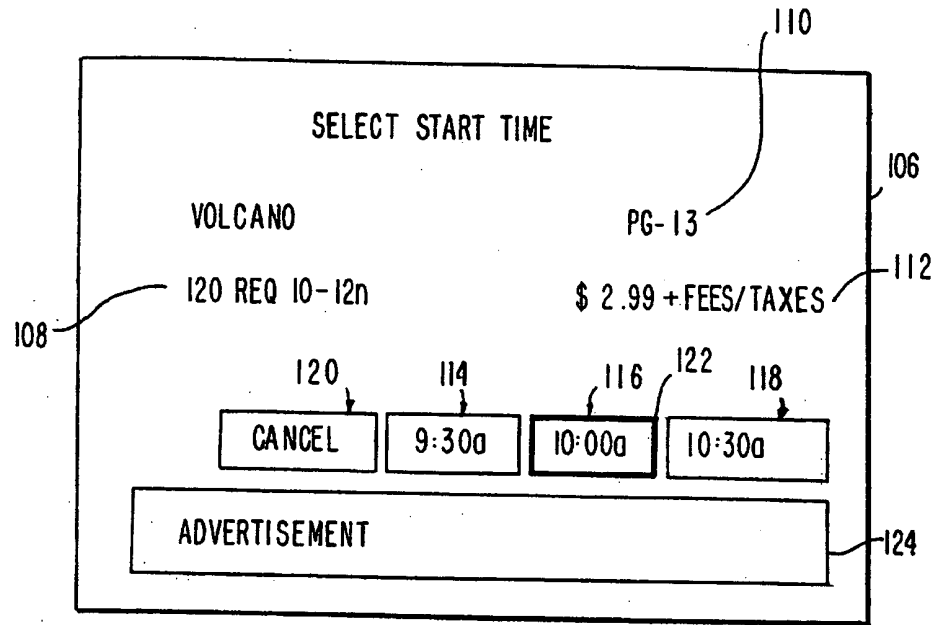 110
SELECT START TIME
106
VOLCANO PG-13
108 120 REQ 10-12n $ 2.99 + FEES/TAXES 112
120 114 116 122 118
CANCEL 9:30a 10:00a 10:30a
ADVERTISEMENT 124